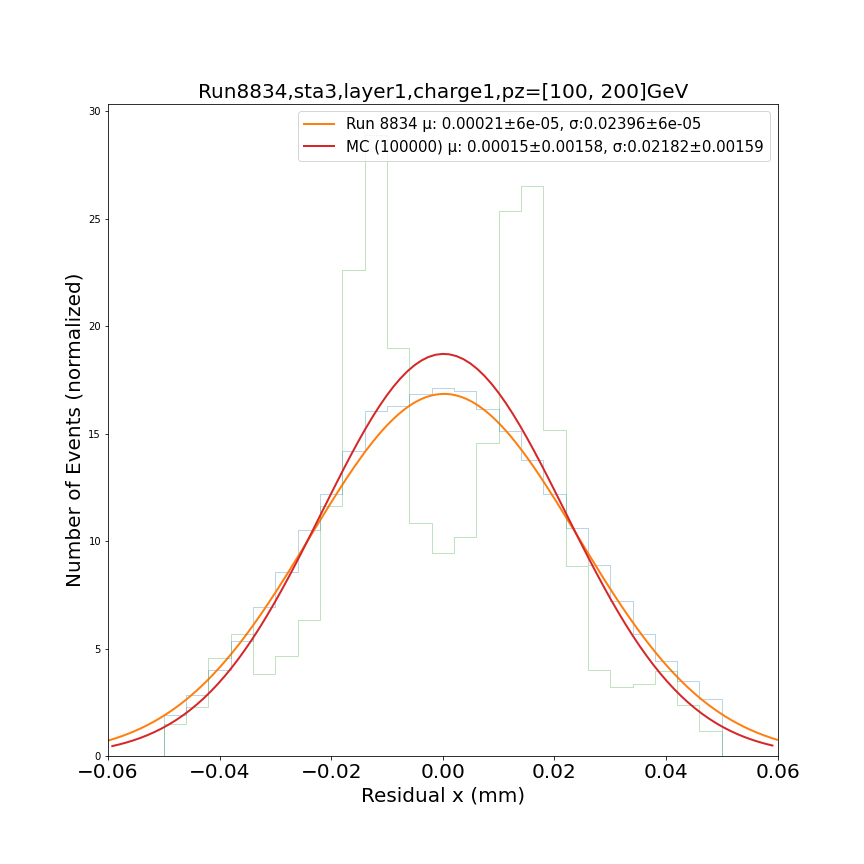 Run8834,sta3,layer1,charge1,pz=[100, 200]GeV
Run 8834 μ: 0.00021±6e-05, σ:0.02396±6e-05
MC (100000) μ: 0.00015±0.00158, σ:0.02182±0.00159
30
25
20
15
10
5
0
Number of Events (normalized)
−0.06 −0.04 −0.02 0.00 0.02 0.04 0.06
Residual x (mm)